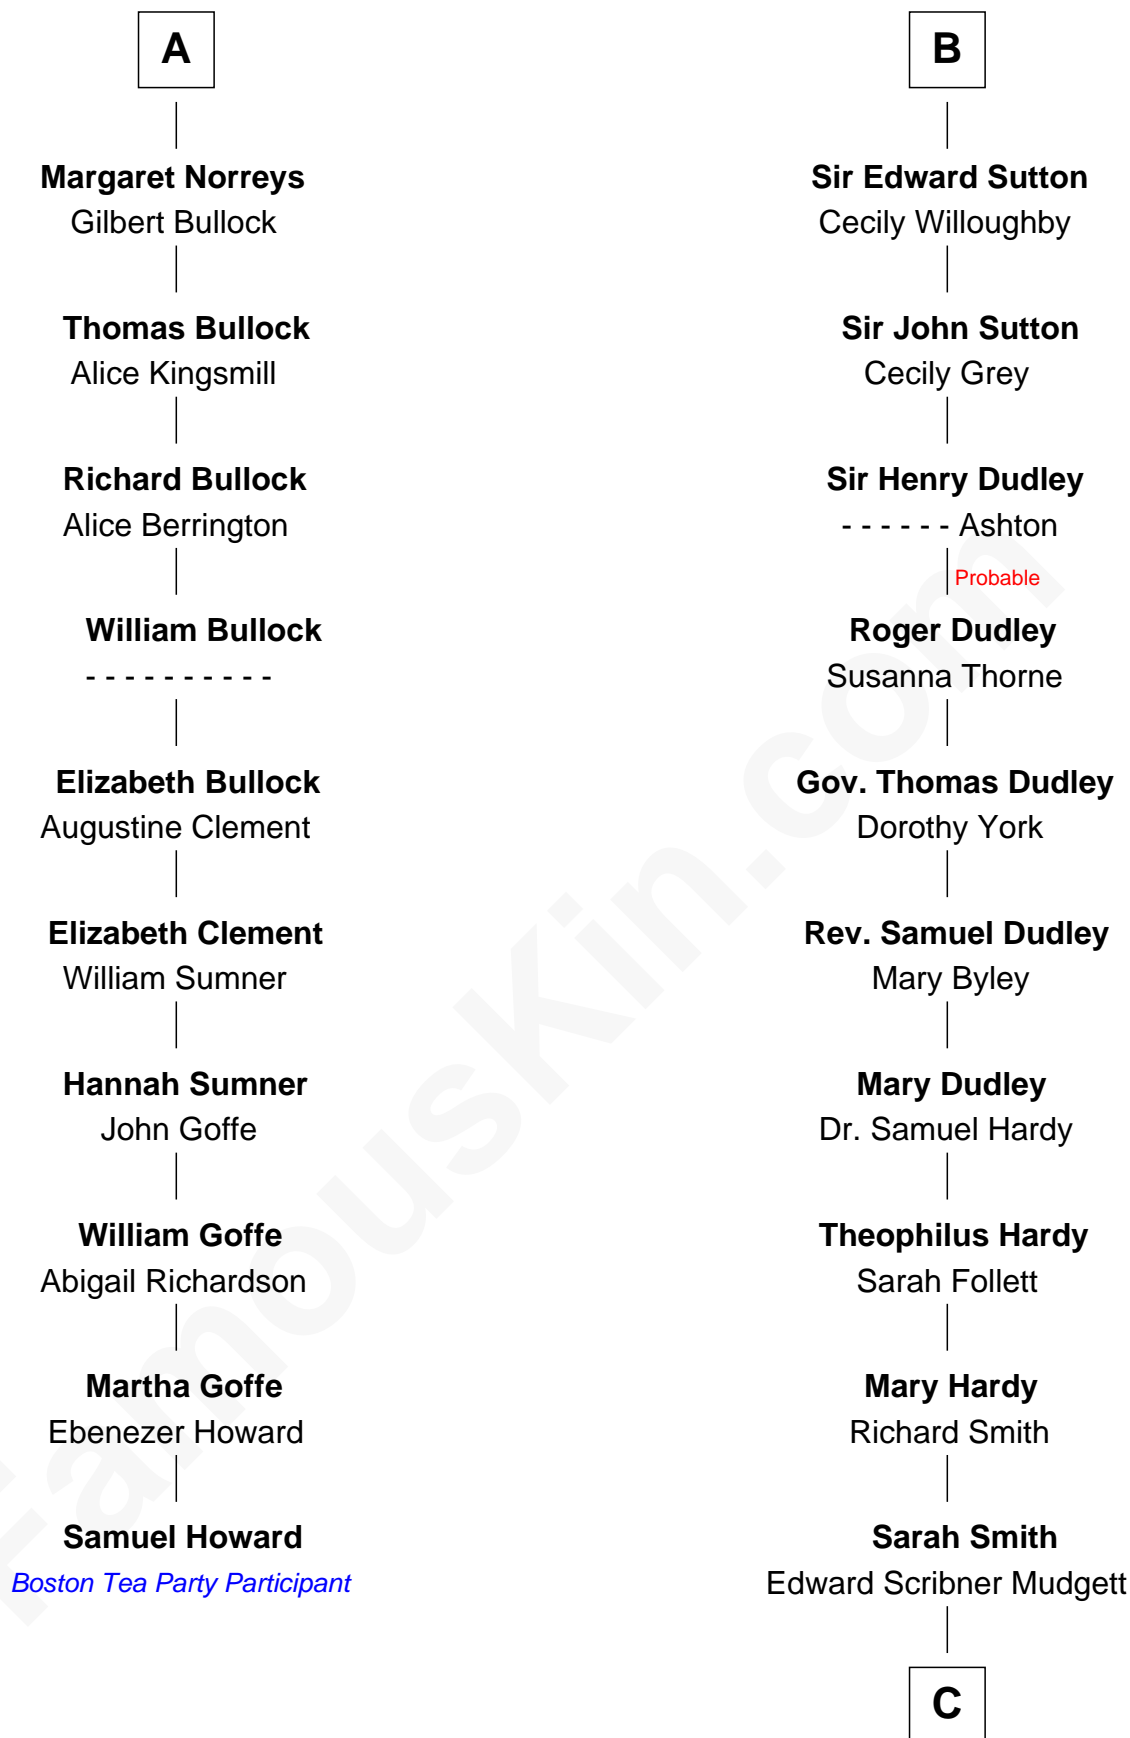 A
Margaret Norreys
Gilbert Bullock
Thomas Bullock
Alice Kingsmill
Richard Bullock
Alice Berrington
William Bullock
- - - - - - - - - -
Elizabeth Bullock
Augustine Clement
Elizabeth Clement
William Sumner
Hannah Sumner
John Goffe
William Goffe
Abigail Richardson
Martha Goffe
Ebenezer Howard
Samuel Howard
Boston Tea Party Participant
B
Sir Edward Sutton
Cecily Willoughby
Sir John Sutton
Cecily Grey
Sir Henry Dudley
- - - - - - Ashton
Probable
Roger Dudley
Susanna Thorne
Gov. Thomas Dudley
Dorothy York
Rev. Samuel Dudley
Mary Byley
Mary Dudley
Dr. Samuel Hardy
Theophilus Hardy
Sarah Follett
Mary Hardy
Richard Smith
Sarah Smith
Edward Scribner Mudgett
C
FamousKin.com